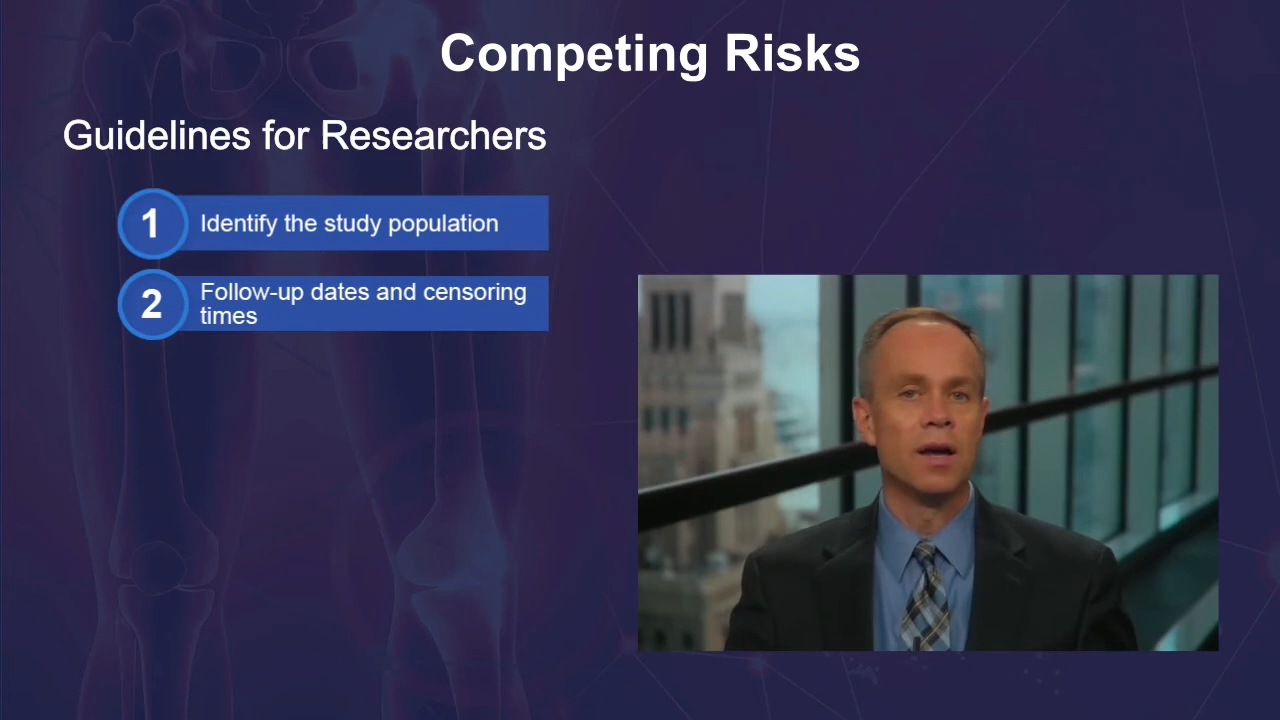 Competing Risks
Guidelines for Researchers
1
Identify the study population
2
Follow-up dates and censoring
times